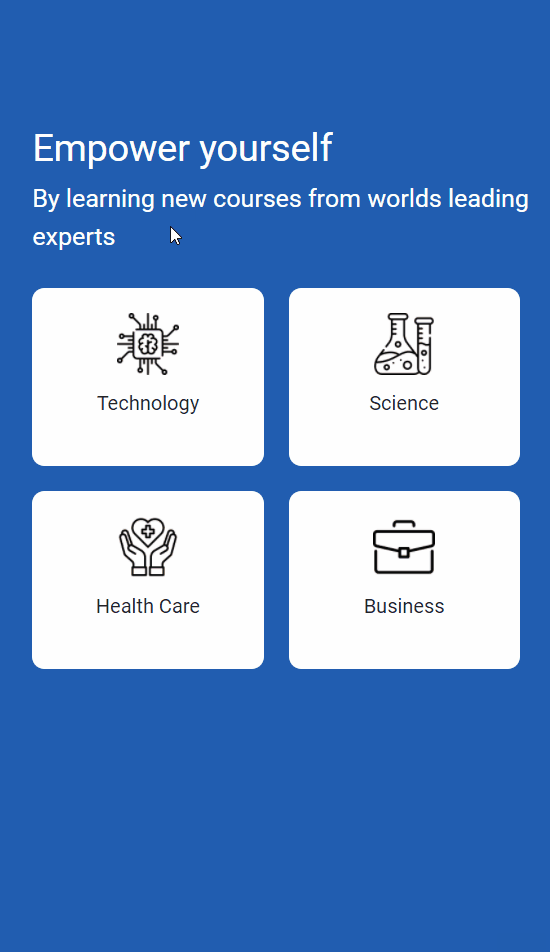 Empower yourself
By learning new courses from worlds leading
experts
Technology
Science
Health Care
Business